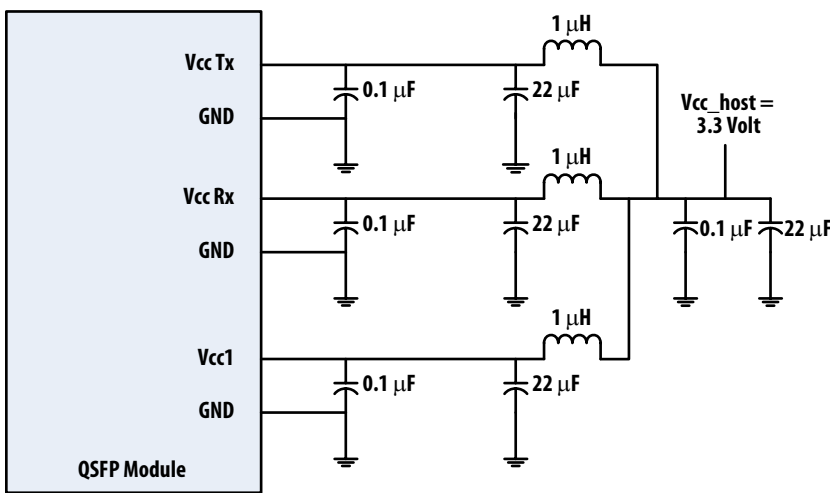 1 μH
Vcc Tx
0.1 μF
22 μF
GND
Vcc_host =
3.3 Volt
1 μH
Vcc Rx
0.1 μF
22 μF
0.1 μF
22 μF
GND
1 μH
Vcc1
0.1 μF
22 μF
GND
QSFP Module